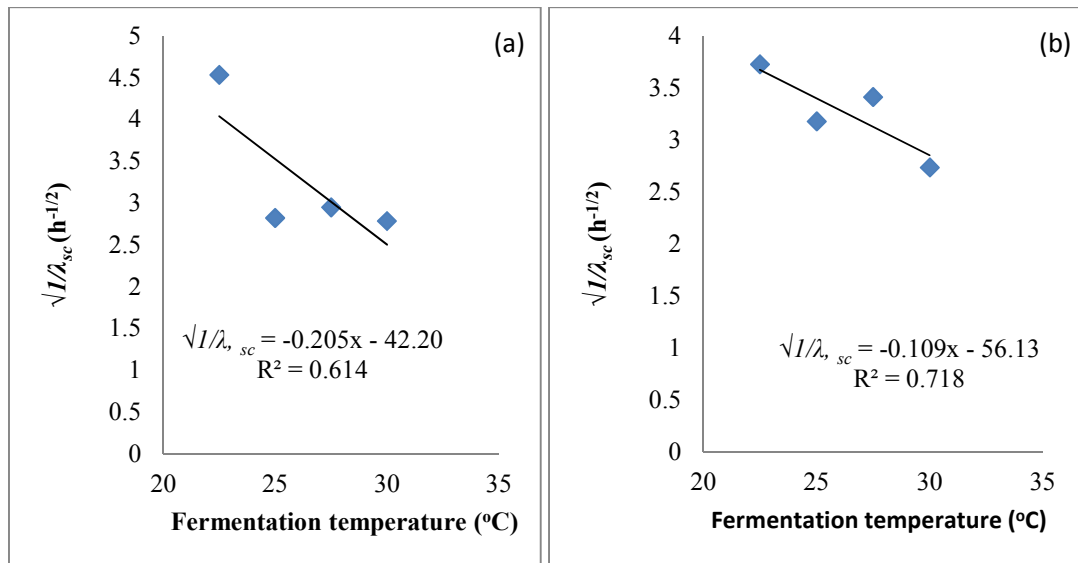 (a)
5
4.5
4
3.5
3
2.5
2
1.5
1
0.5
0
√1/λsc (h-1/2)
√1/λ, sc = -0.205x - 42.20
R² = 0.614
20 25 30 35
Fermentation temperature (oC)
(b)
4
3.5
3
2.5
2
1.5
1
0.5
0
√1/λsc (h-1/2)
√1/λ, sc = -0.109x - 56.13
R² = 0.718
20 25 30 35
Fermentation temperature (oC)